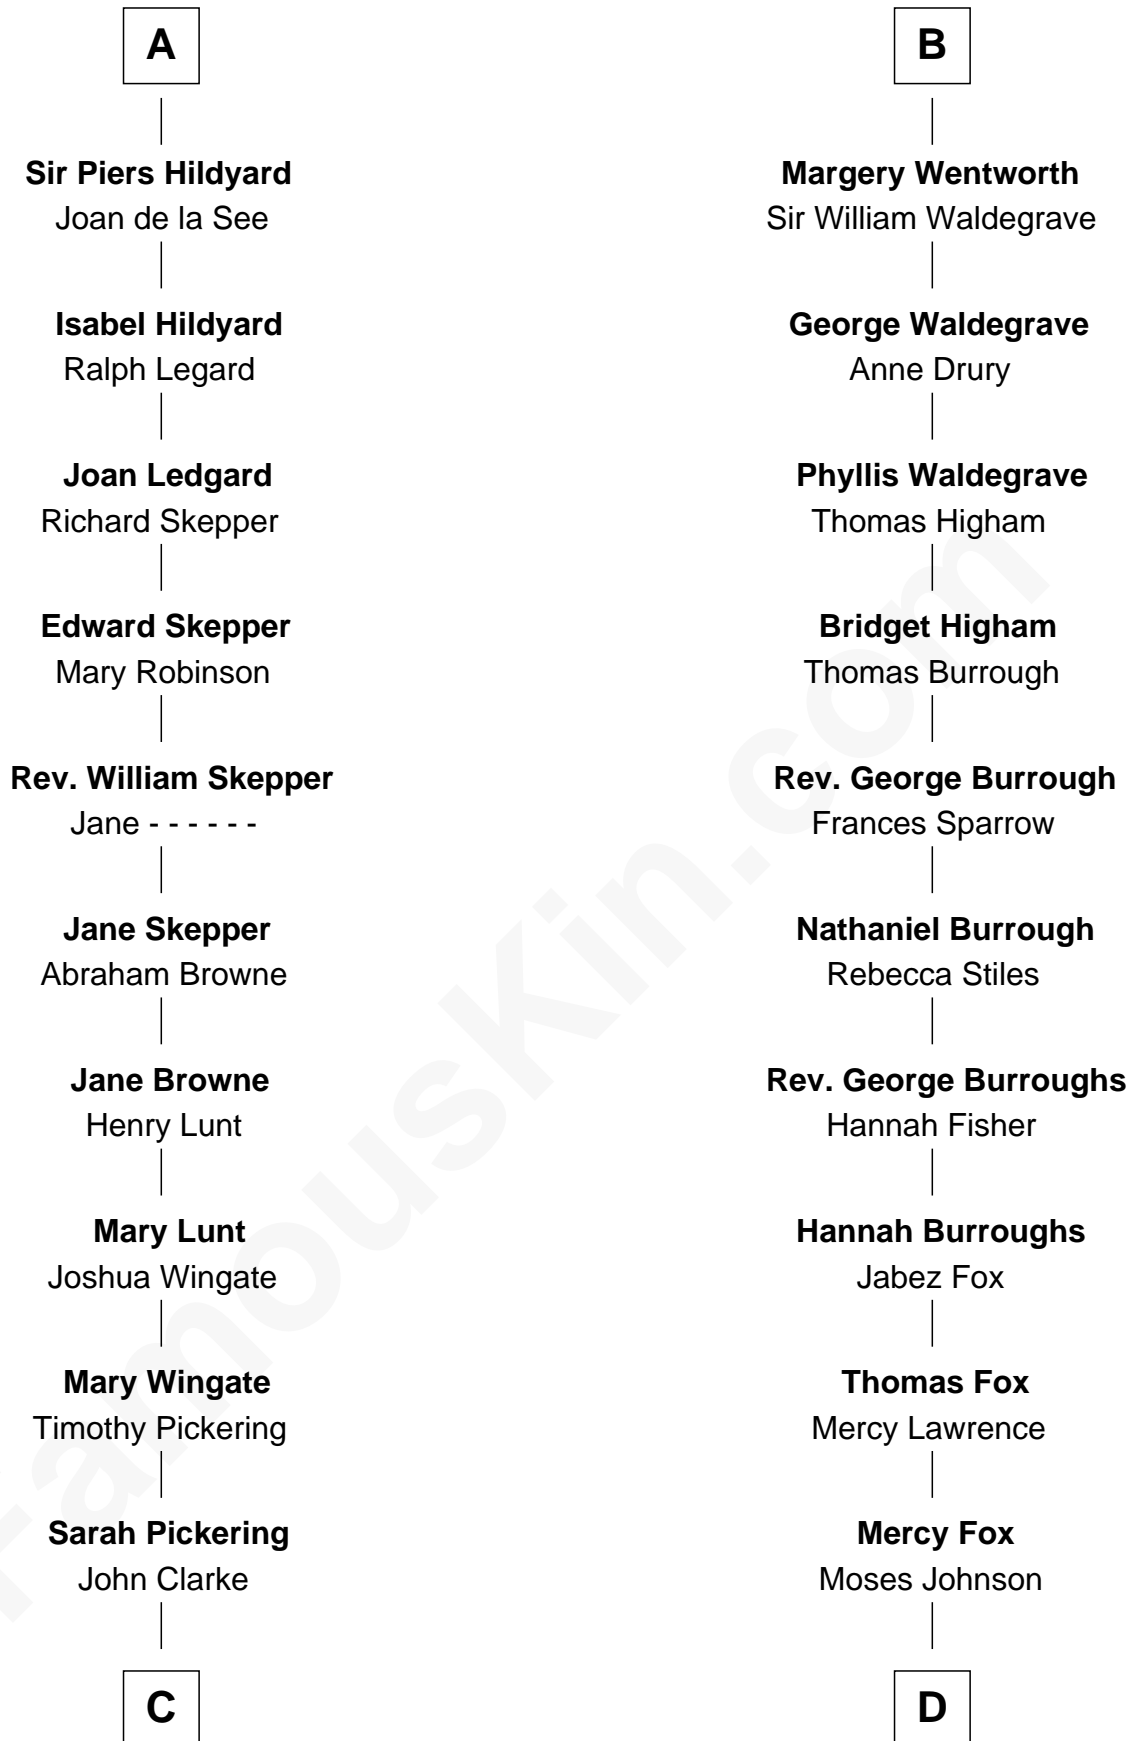 A
Sir Piers Hildyard
Joan de la See
Isabel Hildyard
Ralph Legard
Joan Ledgard
Richard Skepper
Edward Skepper
Mary Robinson
Rev. William Skepper
Jane - - - - - -
Jane Skepper
Abraham Browne
Jane Browne
Henry Lunt
Mary Lunt
Joshua Wingate
Mary Wingate
Timothy Pickering
Sarah Pickering
John Clarke
C
B
Margery Wentworth
Sir William Waldegrave
George Waldegrave
Anne Drury
Phyllis Waldegrave
Thomas Higham
Bridget Higham
Thomas Burrough
Rev. George Burrough
Frances Sparrow
Nathaniel Burrough
Rebecca Stiles
Rev. George Burroughs
Hannah Fisher
Hannah Burroughs
Jabez Fox
Thomas Fox
Mercy Lawrence
Mercy Fox
Moses Johnson
D
FamousKin.com